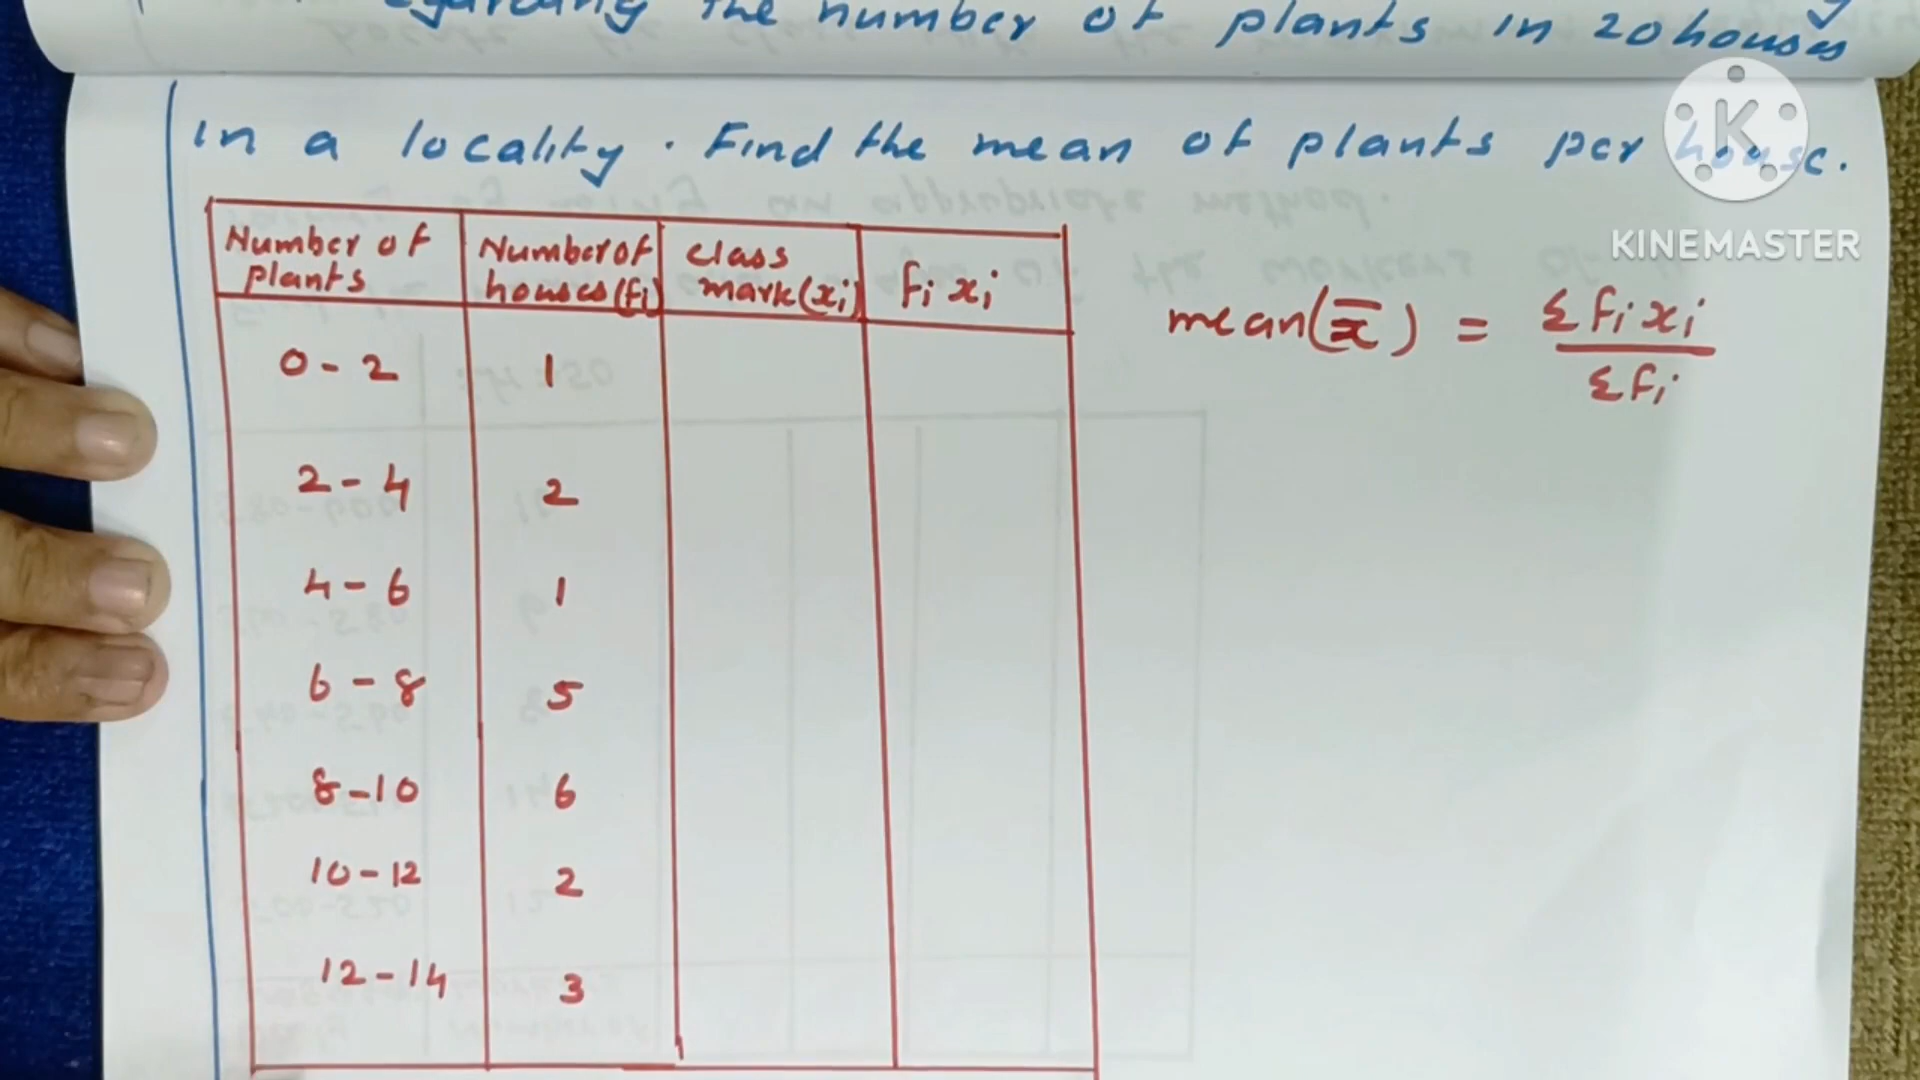 regarding the number of plants in 20 houses
in a locality. Find the mean of plants per house.
KINEMASTER
Number of plants | Number of houses (fi) | class mark (xi) | fi xi
0-2 | 1
2-4 | 2
4-6 | 1
6-8 | 5
8-10 | 6
10-12 | 2
12-14 | 3
mean(x̄) = Σfixi / Σfi